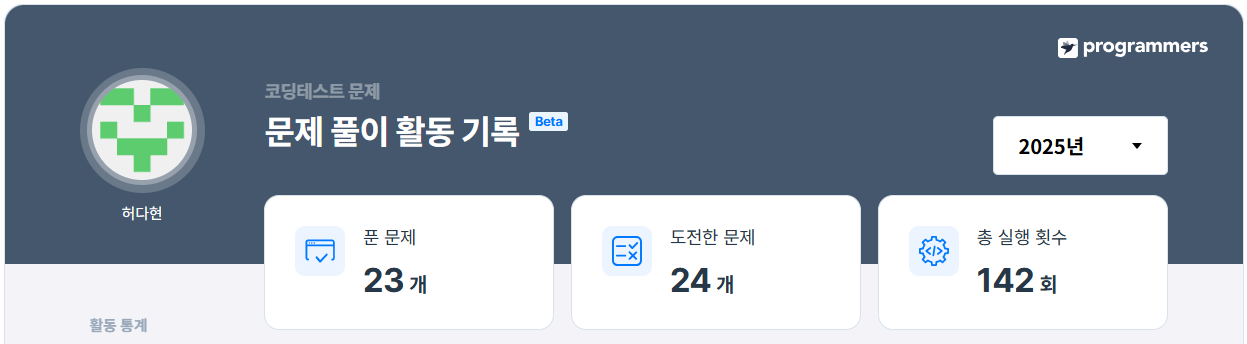 programmers
코딩테스트 문제
문제 풀이 활동 기록 Beta
2025년
허다현
푼 문제
23 개
도전한 문제
24 개
총 실행 횟수
142 회
활동 통계